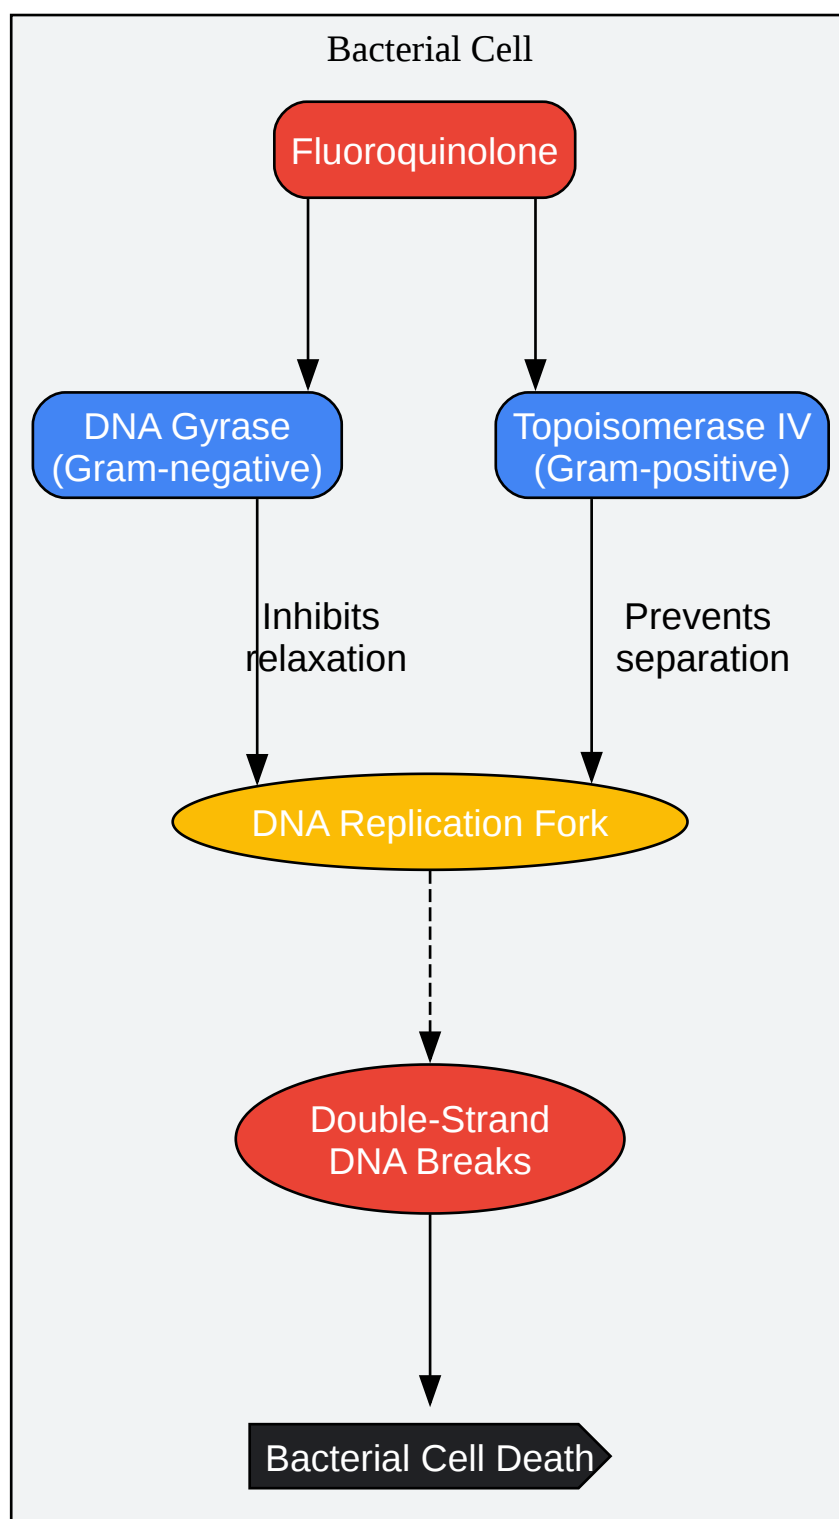 Bacterial Cell
Fluoroquinolone
DNA Gyrase
(Gram-negative)
Topoisomerase IV
(Gram-positive)
Inhibits
relaxation
Prevents
separation
DNA Replication Fork
Double-Strand
DNA Breaks
Bacterial Cell Death